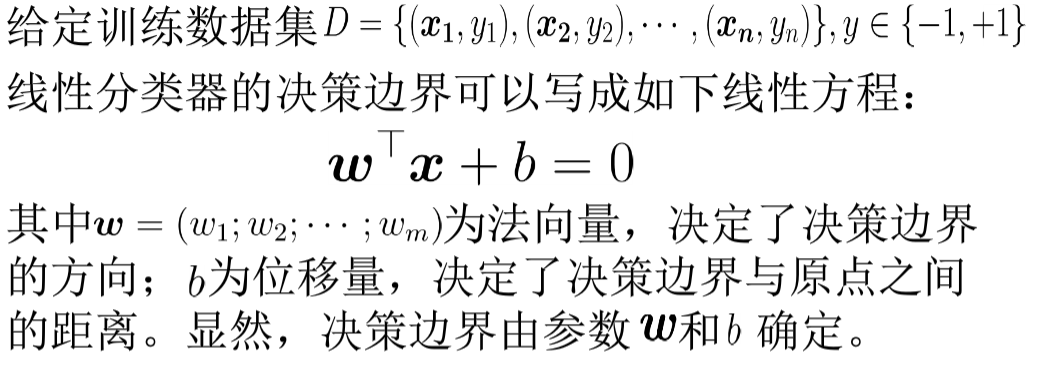 给定训练数据集 $D = \{(\boldsymbol{x_1}, y_1), (\boldsymbol{x_2}, y_2), \cdots, (\boldsymbol{x_n}, y_n)\}, y \in \{-1, +1\}$
线性分类器的决策边界可以写成如下线性方程：
$\boldsymbol{w}^\top \boldsymbol{x} + b = 0$
其中$\boldsymbol{w} = (w_1; w_2; \cdots; w_m)$为法向量，决定了决策边界
的方向；$b$为位移量，决定了决策边界与原点之间
的距离。显然，决策边界由参数 $\boldsymbol{w}$和$b$ 确定。